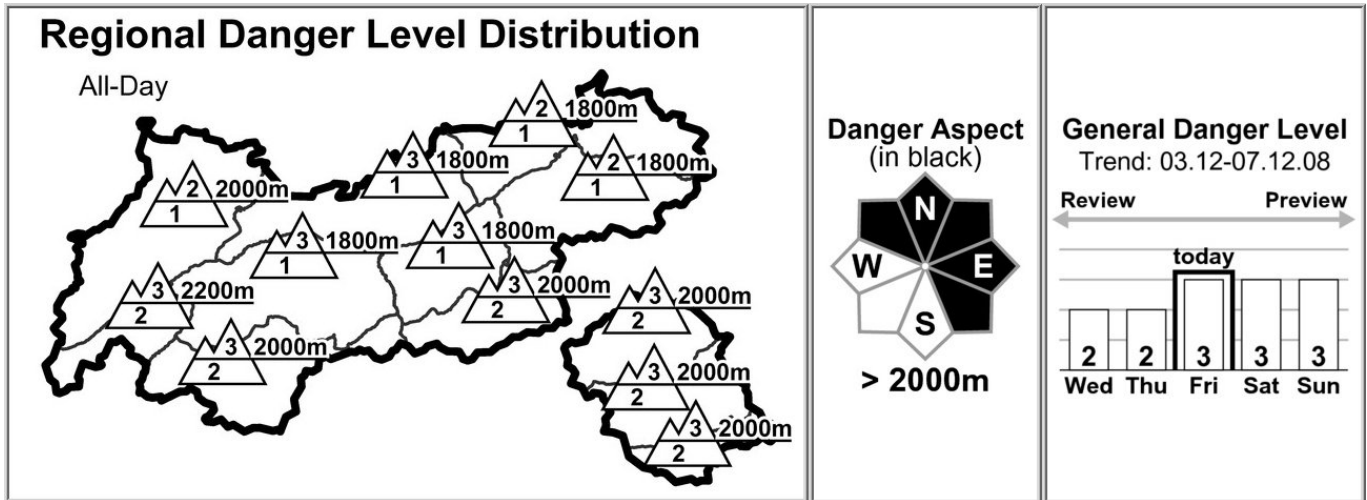 Regional Danger Level Distribution
All-Day
2 1800m
1
3 1800m
1
2 1800m
1
2 2000m
1
3 1800m
1
3 1800m
1
3 2200m
2
3 2000m
2
3 2000m
2
3 2000m
2
3 2000m
2
3 2000m
2
Danger Aspect
(in black)
N
W E
S
> 2000m
General Danger Level
Trend: 03.12-07.12.08
Review Preview
today
2 2 3 3 3
Wed Thu Fri Sat Sun